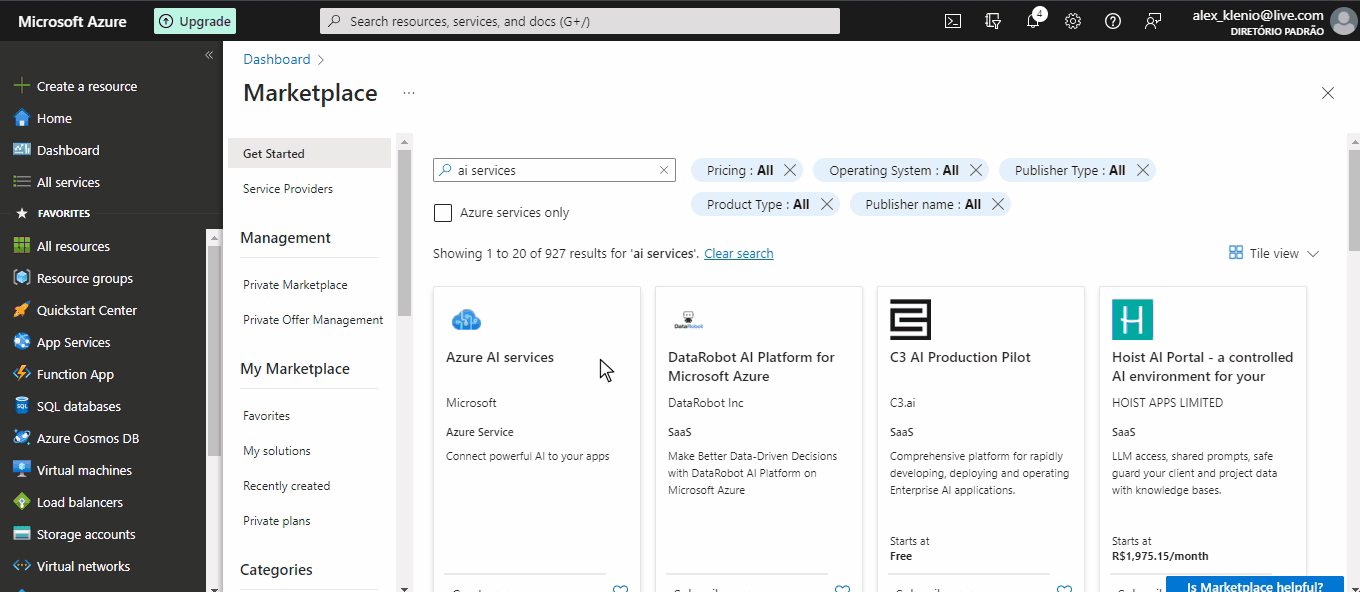 Microsoft Azure
Upgrade
Search resources, services, and docs (G+/)
4
alex_klenio@live.com
DIRETÓRIO PADRÃO
Create a resource
Home
Dashboard
All services
FAVORITES
All resources
Resource groups
Quickstart Center
App Services
Function App
SQL databases
Azure Cosmos DB
Virtual machines
Load balancers
Storage accounts
Virtual networks
Dashboard
Marketplace
Get Started
Service Providers
Management
Private Marketplace
Private Offer Management
My Marketplace
Favorites
My solutions
Recently created
Private plans
Categories
ai services
Pricing : All
Operating System : All
Publisher Type : All
Azure services only
Product Type : All
Publisher name : All
Showing 1 to 20 of 927 results for 'ai services'. Clear search
Tile view
Azure AI services
Microsoft
Azure Service
Connect powerful AI to your apps
DataRobot
DataRobot AI Platform for
Microsoft Azure
DataRobot Inc
SaaS
Make Better Data-Driven Decisions
with DataRobot AI Platform on
Microsoft Azure
C3 AI Production Pilot
C3.ai
SaaS
Comprehensive platform for rapidly
developing, deploying and operating
Enterprise AI applications.
Starts at
Free
H
Hoist AI Portal - a controlled
AI environment for your
HOIST APPS LIMITED
SaaS
LLM access, shared prompts, safe
guard your client and project data
with knowledge bases.
Starts at
R$1,975.15/month
Is Marketplace helpful?